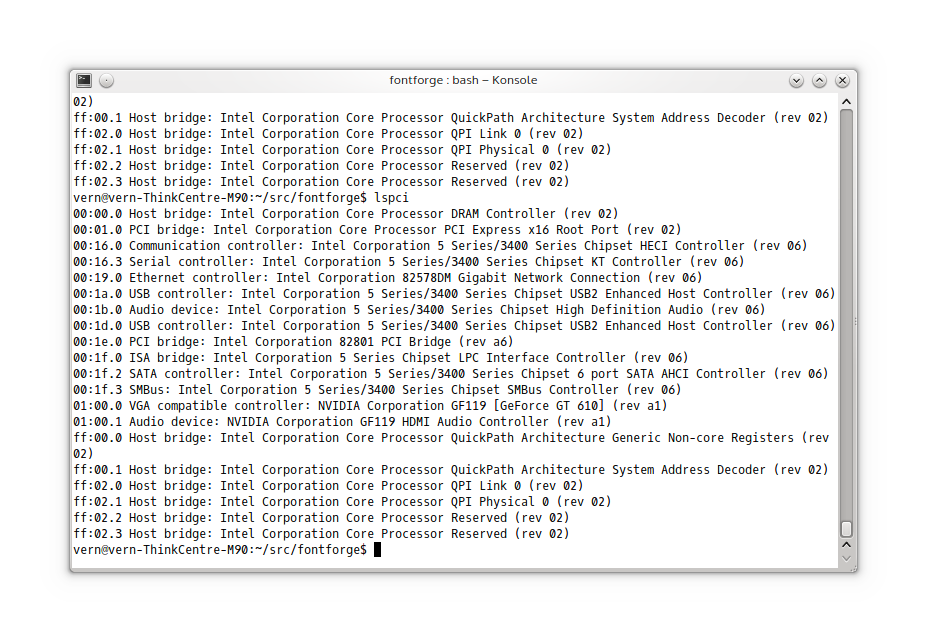 fontforge : bash – Konsole
02)
ff:00.1 Host bridge: Intel Corporation Core Processor QuickPath Architecture System Address Decoder (rev 02)
ff:02.0 Host bridge: Intel Corporation Core Processor QPI Link 0 (rev 02)
ff:02.1 Host bridge: Intel Corporation Core Processor QPI Physical 0 (rev 02)
ff:02.2 Host bridge: Intel Corporation Core Processor Reserved (rev 02)
ff:02.3 Host bridge: Intel Corporation Core Processor Reserved (rev 02)
vern@vern-ThinkCentre-M90:~/src/fontforge$ lspci
00:00.0 Host bridge: Intel Corporation Core Processor DRAM Controller (rev 02)
00:01.0 PCI bridge: Intel Corporation Core Processor PCI Express x16 Root Port (rev 02)
00:16.0 Communication controller: Intel Corporation 5 Series/3400 Series Chipset HECI Controller (rev 06)
00:16.3 Serial controller: Intel Corporation 5 Series/3400 Series Chipset KT Controller (rev 06)
00:19.0 Ethernet controller: Intel Corporation 82578DM Gigabit Network Connection (rev 06)
00:1a.0 USB controller: Intel Corporation 5 Series/3400 Series Chipset USB2 Enhanced Host Controller (rev 06)
00:1b.0 Audio device: Intel Corporation 5 Series/3400 Series Chipset High Definition Audio (rev 06)
00:1d.0 USB controller: Intel Corporation 5 Series/3400 Series Chipset USB2 Enhanced Host Controller (rev 06)
00:1e.0 PCI bridge: Intel Corporation 82801 PCI Bridge (rev a6)
00:1f.0 ISA bridge: Intel Corporation 5 Series Chipset LPC Interface Controller (rev 06)
00:1f.2 SATA controller: Intel Corporation 5 Series/3400 Series Chipset 6 port SATA AHCI Controller (rev 06)
00:1f.3 SMBus: Intel Corporation 5 Series/3400 Series Chipset SMBus Controller (rev 06)
01:00.0 VGA compatible controller: NVIDIA Corporation GF119 [GeForce GT 610] (rev a1)
01:00.1 Audio device: NVIDIA Corporation GF119 HDMI Audio Controller (rev a1)
ff:00.0 Host bridge: Intel Corporation Core Processor QuickPath Architecture Generic Non-core Registers (rev
02)
ff:00.1 Host bridge: Intel Corporation Core Processor QuickPath Architecture System Address Decoder (rev 02)
ff:02.0 Host bridge: Intel Corporation Core Processor QPI Link 0 (rev 02)
ff:02.1 Host bridge: Intel Corporation Core Processor QPI Physical 0 (rev 02)
ff:02.2 Host bridge: Intel Corporation Core Processor Reserved (rev 02)
ff:02.3 Host bridge: Intel Corporation Core Processor Reserved (rev 02)
vern@vern-ThinkCentre-M90:~/src/fontforge$